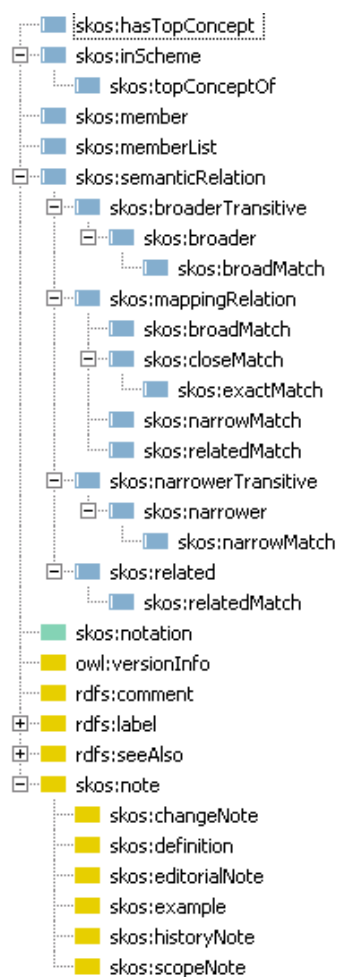 skos:hasTopConcept
skos:inScheme
skos:topConceptOf
skos:member
skos:memberList
skos:semanticRelation
skos:broaderTransitive
skos:broader
skos:broadMatch
skos:mappingRelation
skos:broadMatch
skos:closeMatch
skos:exactMatch
skos:narrowMatch
skos:relatedMatch
skos:narrowerTransitive
skos:narrower
skos:narrowMatch
skos:related
skos:relatedMatch
skos:notation
owl:versionInfo
rdfs:comment
rdfs:label
rdfs:seeAlso
skos:note
skos:changeNote
skos:definition
skos:editorialNote
skos:example
skos:historyNote
skos:scopeNote